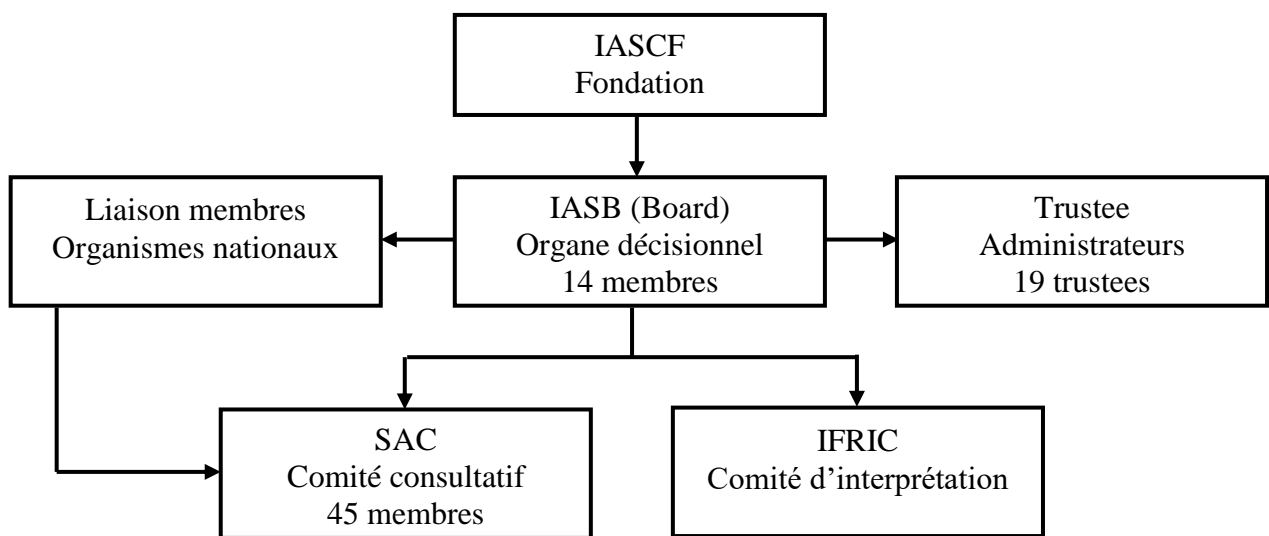 IASCF
Fondation
Liaison membres
Organismes nationaux
IASB (Board)
Organe décisionnel
14 membres
Trustee
Administrateurs
19 trustees
SAC
Comité consultatif
45 membres
IFRIC
Comité d’interprétation